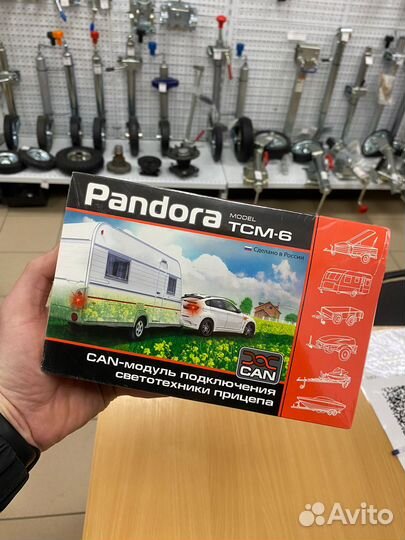 Pandora
MODEL
TCM-6
Сделано в России
CAN
CAN-модуль подключения
светотехники прицепа
Avito